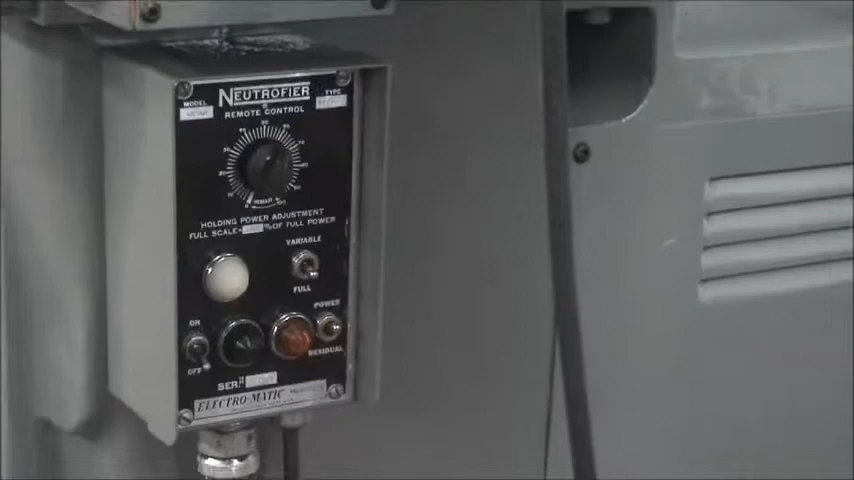 MODEL NEUTROFIER TYPE
REMOTE CONTROL
INCREASE
HOLDING POWER ADJUSTMENT
FULL SCALE= % OF FULL POWER
VARIABLE
FULL
ON POWER
OFF RESIDUAL
SER.#
ELECTRO-MATIC